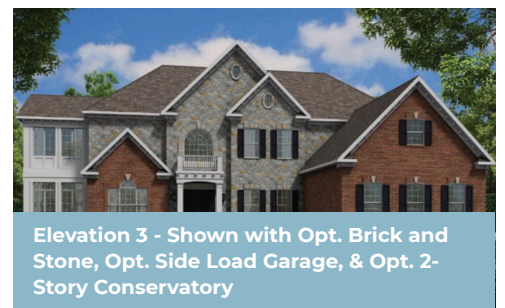 Elevation 3 - Shown with Opt. Brick and
Stone, Opt. Side Load Garage, & Opt. 2-
Story Conservatory